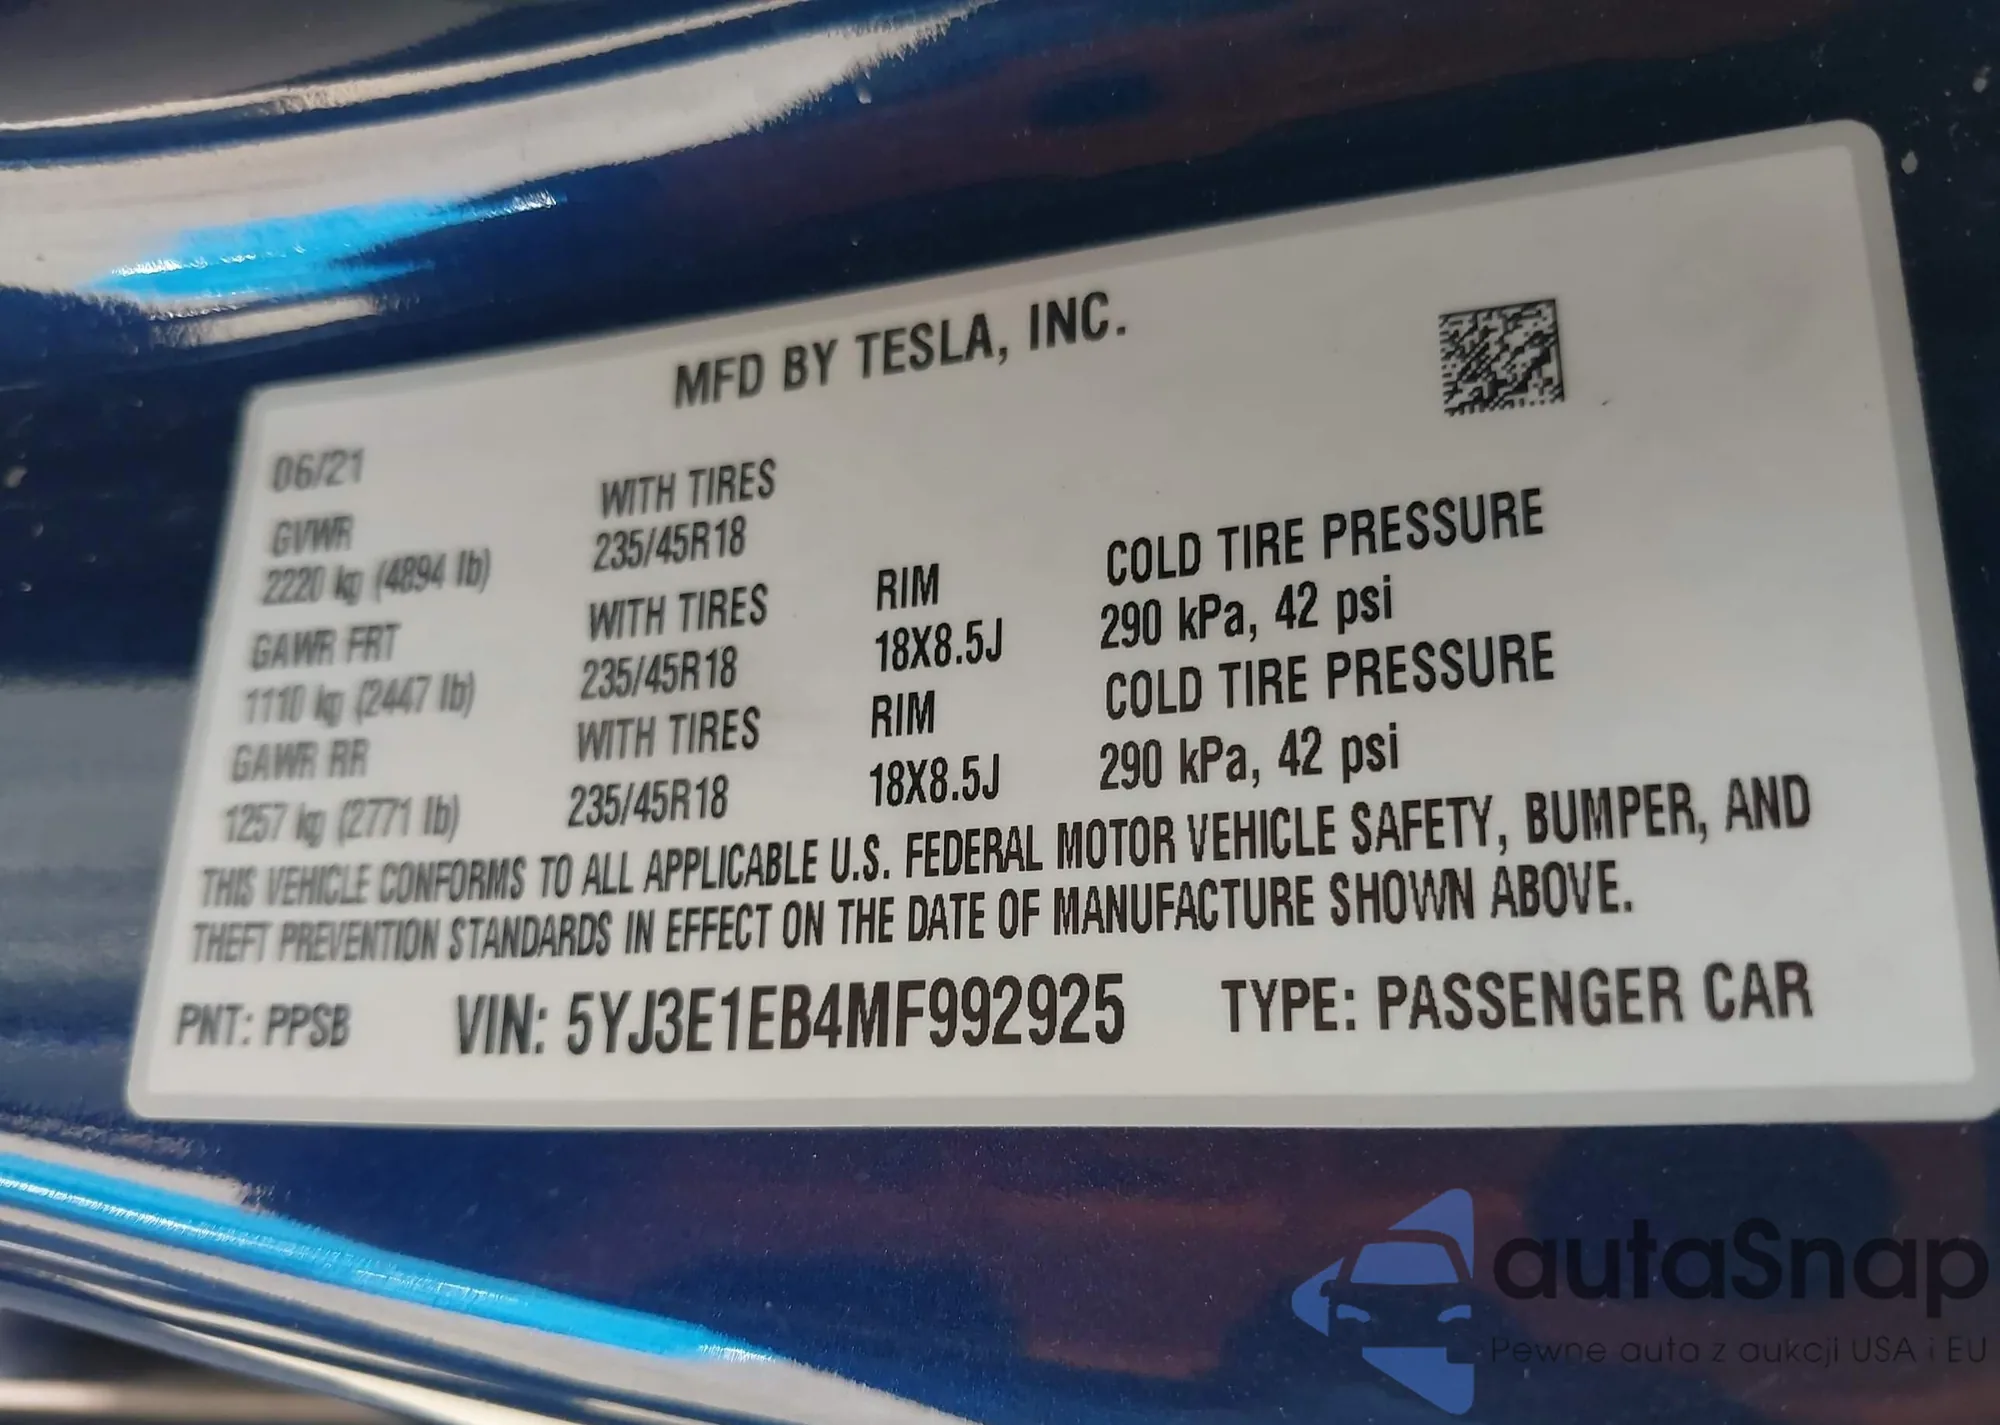 MFD BY TESLA, INC.
06/21
GVWR
2220 kg (4894 lb)
WITH TIRES
235/45R18
GAWR FRT
1110 kg (2447 lb)
WITH TIRES
235/45R18
RIM
18X8.5J
COLD TIRE PRESSURE
290 kPa, 42 psi
GAWR RR
1257 kg (2771 lb)
WITH TIRES
235/45R18
RIM
18X8.5J
COLD TIRE PRESSURE
290 kPa, 42 psi
THIS VEHICLE CONFORMS TO ALL APPLICABLE U.S. FEDERAL MOTOR VEHICLE SAFETY, BUMPER, AND
THEFT PREVENTION STANDARDS IN EFFECT ON THE DATE OF MANUFACTURE SHOWN ABOVE.
PNT: PPSB VIN: 5YJ3E1EB4MF992925 TYPE: PASSENGER CAR
autaSnap
Pewne auta z aukcji USA i EU